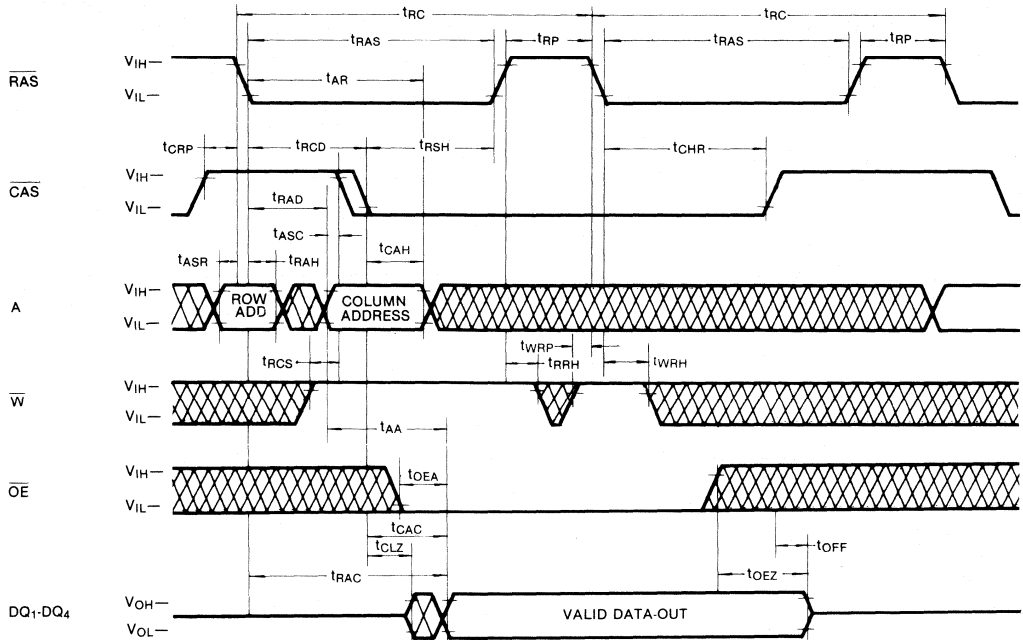 tRC tRC
tRAS tRP tRAS tRP
RAS VIH VIL tAR
tCRP tRCD tRSH tCHR
CAS VIH VIL tRAD
tASC
tASR tRAH tCAH
A VIH VIL ROW ADD COLUMN ADDRESS
tWRP
tRCS tRRH tWRH
W VIH VIL
tAA
OE VIH VIL tOEA
tCAC
tCLZ tOFF
tRAC tOEZ
DQ1-DQ4 VOH VOL VALID DATA-OUT